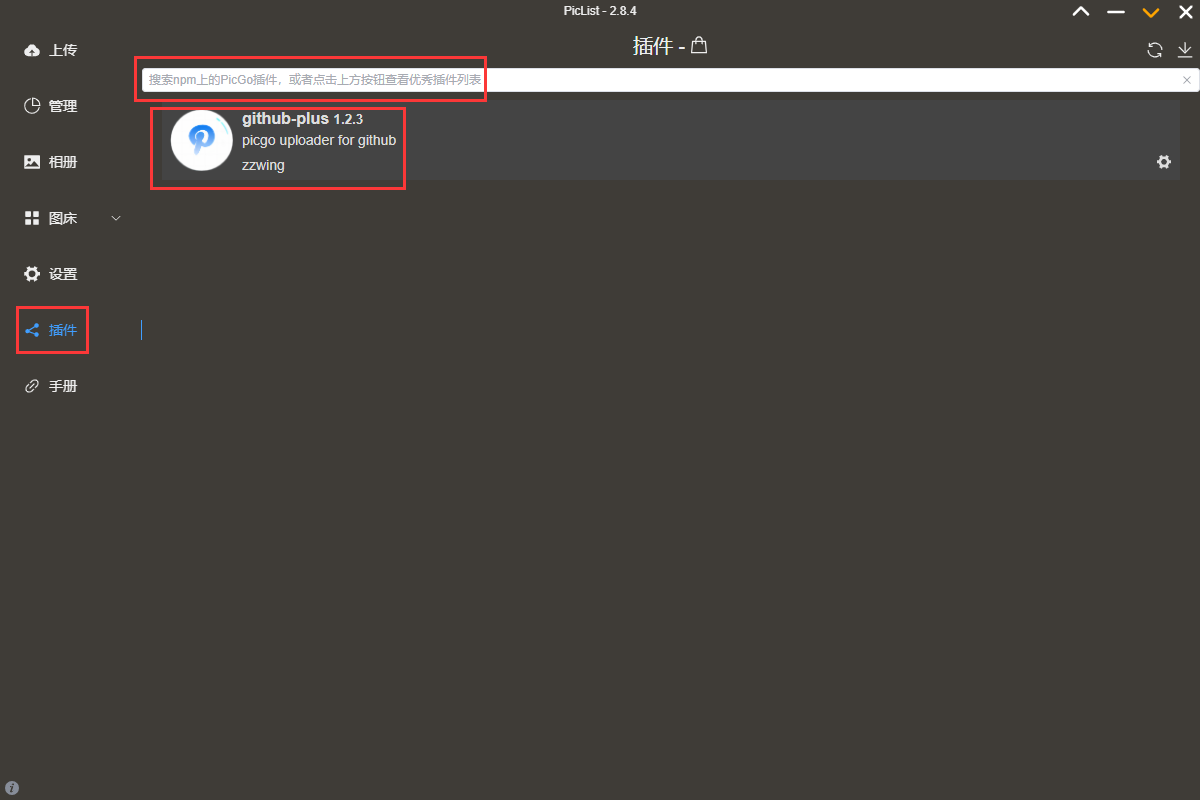 PicList - 2.8.4
插件 -
上传
管理
相册
图床
设置
插件
手册
搜索npm上的PicGo插件，或者点击上方按钮查看优秀插件列表
github-plus 1.2.3
picgo uploader for github
zzwing